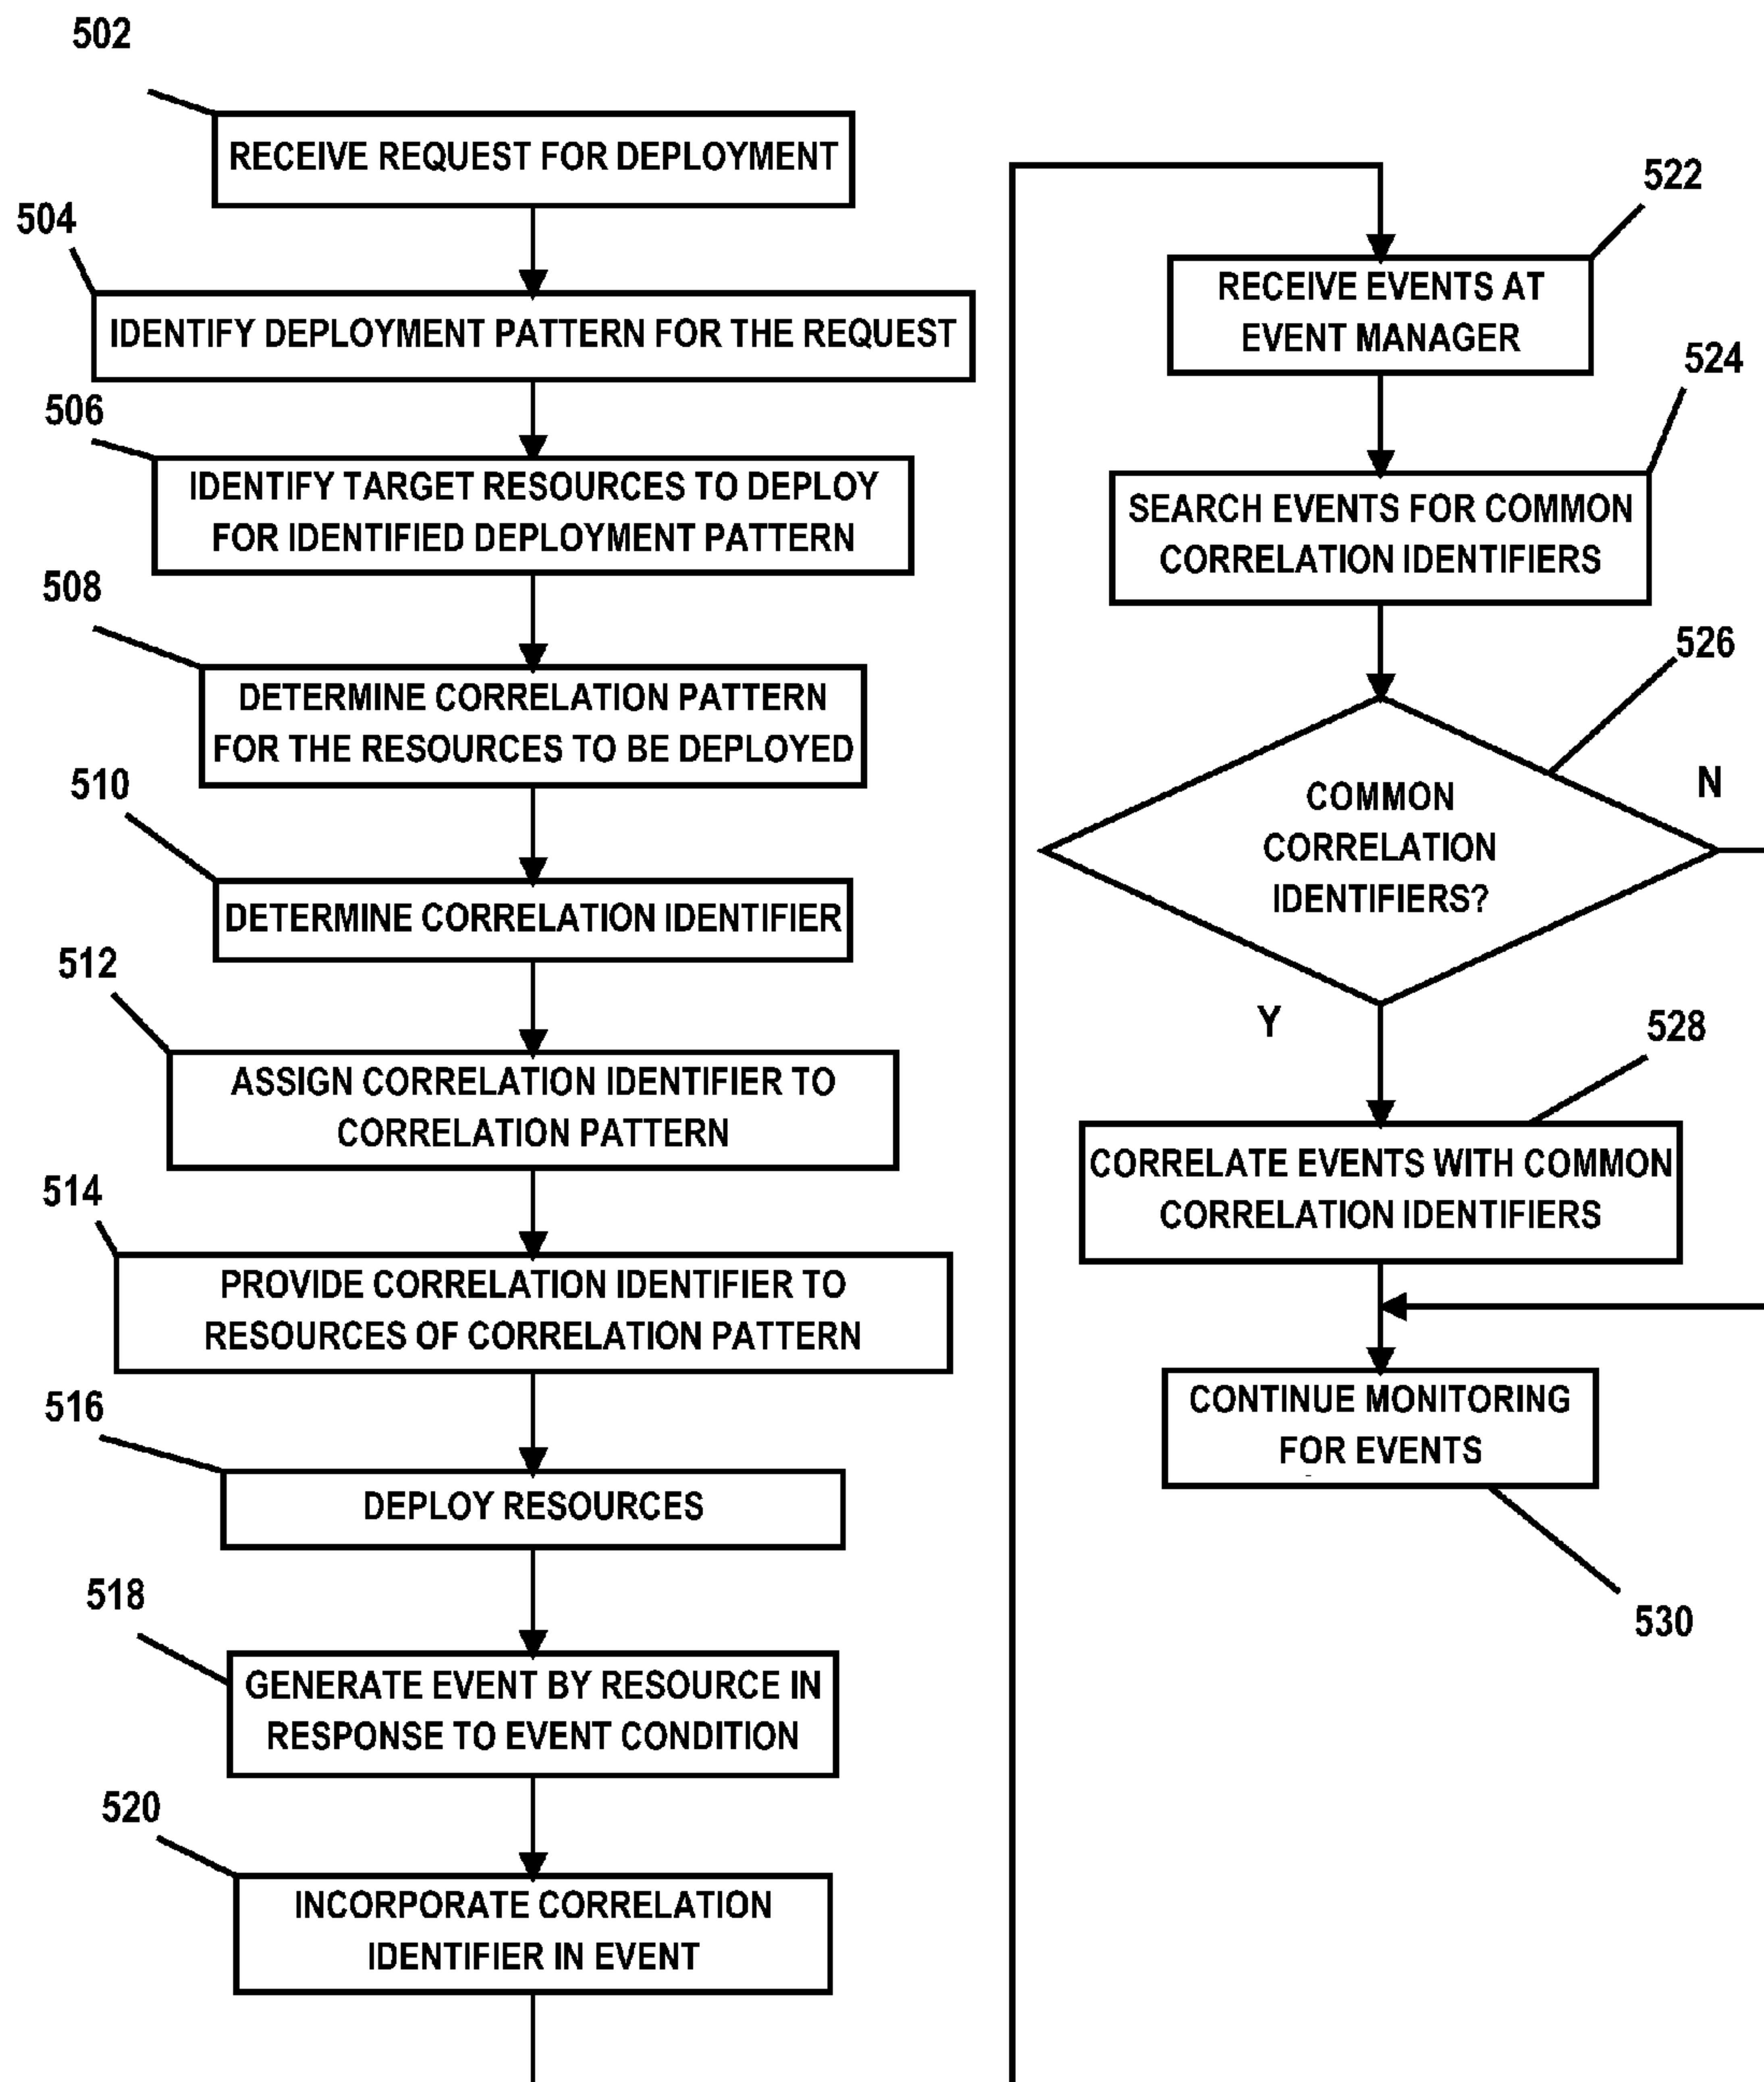 502
RECEIVE REQUEST FOR DEPLOYMENT
504
IDENTIFY DEPLOYMENT PATTERN FOR THE REQUEST
506
IDENTIFY TARGET RESOURCES TO DEPLOY
FOR IDENTIFIED DEPLOYMENT PATTERN
508
DETERMINE CORRELATION PATTERN
FOR THE RESOURCES TO BE DEPLOYED
510
DETERMINE CORRELATION IDENTIFIER
512
ASSIGN CORRELATION IDENTIFIER TO
CORRELATION PATTERN
514
PROVIDE CORRELATION IDENTIFIER TO
RESOURCES OF CORRELATION PATTERN
516
DEPLOY RESOURCES
518
GENERATE EVENT BY RESOURCE IN
RESPONSE TO EVENT CONDITION
520
INCORPORATE CORRELATION
IDENTIFIER IN EVENT
522
RECEIVE EVENTS AT
EVENT MANAGER
524
SEARCH EVENTS FOR COMMON
CORRELATION IDENTIFIERS
526
COMMON
CORRELATION
IDENTIFIERS?
N
Y
528
CORRELATE EVENTS WITH COMMON
CORRELATION IDENTIFIERS
CONTINUE MONITORING
FOR EVENTS
530